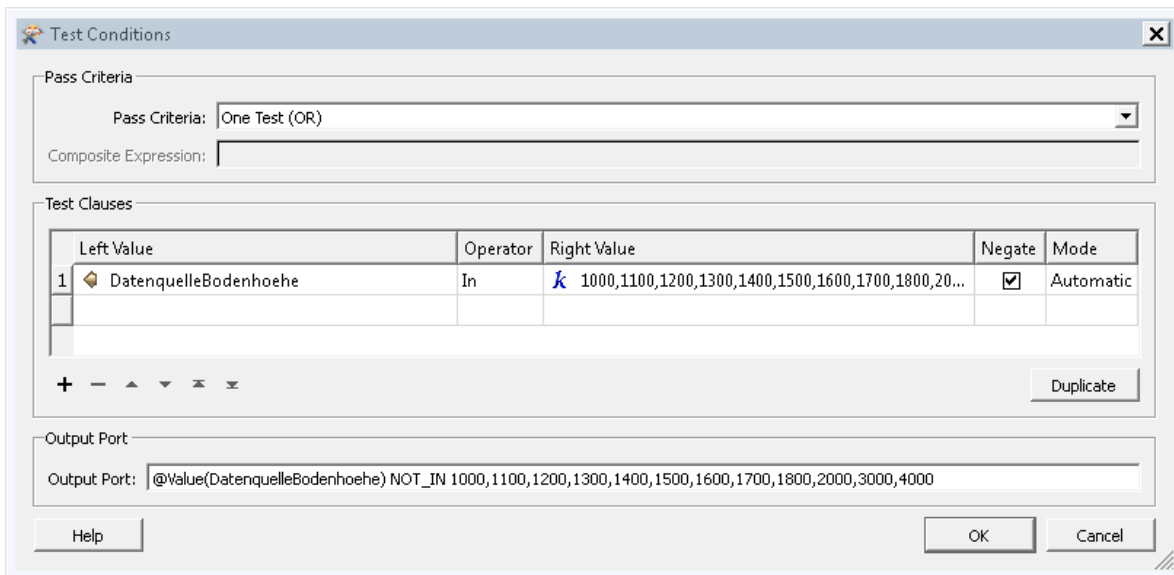 Test Conditions
Pass Criteria
Pass Criteria: One Test (OR)
Composite Expression:
Test Clauses
Left Value Operator Right Value Negate Mode
1 DatenquelleBodenhoehe In k 1000,1100,1200,1300,1400,1500,1600,1700,1800,20... Automatic
Duplicate
Output Port
Output Port: @Value(DatenquelleBodenhoehe) NOT_IN 1000,1100,1200,1300,1400,1500,1600,1700,1800,2000,3000,4000
Help OK Cancel